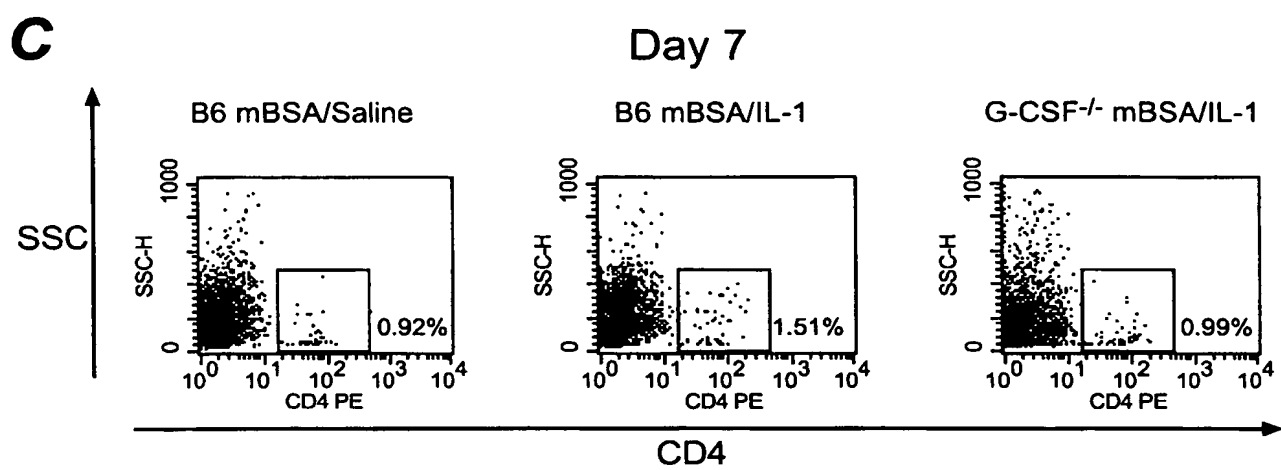 C
Day 7
B6 mBSA/Saline
B6 mBSA/IL-1
G-CSF-/- mBSA/IL-1
SSC
1000
SSC-H
0
0.92%
10^0 10^1 10^2 10^3 10^4
CD4 PE
1000
SSC-H
0
1.51%
10^0 10^1 10^2 10^3 10^4
CD4 PE
1000
SSC-H
0
0.99%
10^0 10^1 10^2 10^3 10^4
CD4 PE
CD4